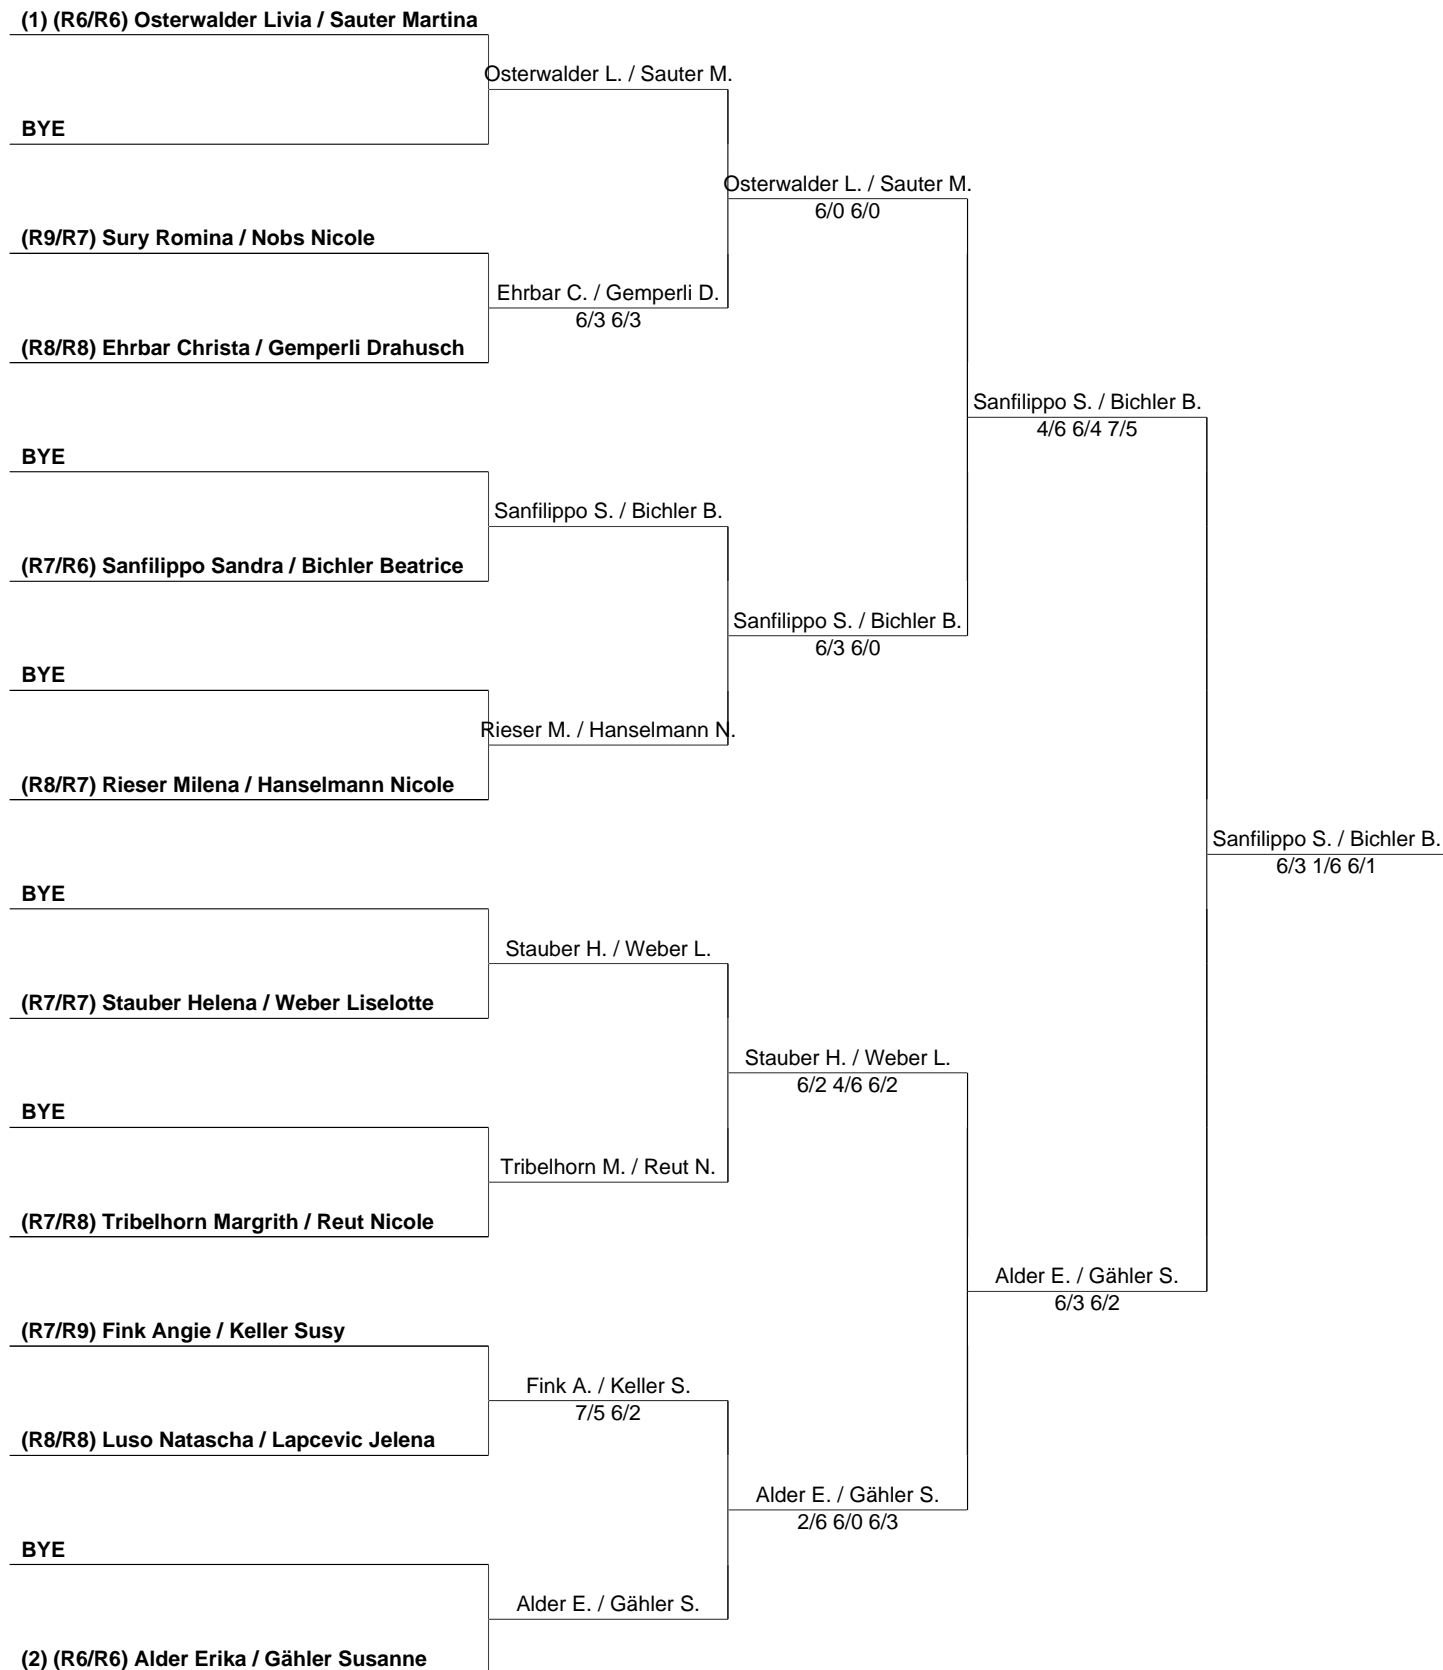 (1) (R6/R6) Osterwalder Livia / Sauter Martina
Osterwalder L. / Sauter M.
BYE
Osterwalder L. / Sauter M.
6/0 6/0
(R9/R7) Sury Romina / Nobs Nicole
Ehrbar C. / Gemperli D.
6/3 6/3
(R8/R8) Ehrbar Christa / Gemperli Drahusch
Sanfilippo S. / Bichler B.
4/6 6/4 7/5
BYE
Sanfilippo S. / Bichler B.
(R7/R6) Sanfilippo Sandra / Bichler Beatrice
Sanfilippo S. / Bichler B.
6/3 6/0
BYE
Rieser M. / Hanselmann N.
(R8/R7) Rieser Milena / Hanselmann Nicole
Sanfilippo S. / Bichler B.
6/3 1/6 6/1
BYE
Stauber H. / Weber L.
(R7/R7) Stauber Helena / Weber Liselotte
Stauber H. / Weber L.
6/2 4/6 6/2
BYE
Tribelhorn M. / Reut N.
(R7/R8) Tribelhorn Margrith / Reut Nicole
Alder E. / Gähler S.
6/3 6/2
(R7/R9) Fink Angie / Keller Susy
Fink A. / Keller S.
7/5 6/2
(R8/R8) Luso Natascha / Lapcevic Jelena
Alder E. / Gähler S.
2/6 6/0 6/3
BYE
Alder E. / Gähler S.
(2) (R6/R6) Alder Erika / Gähler Susanne